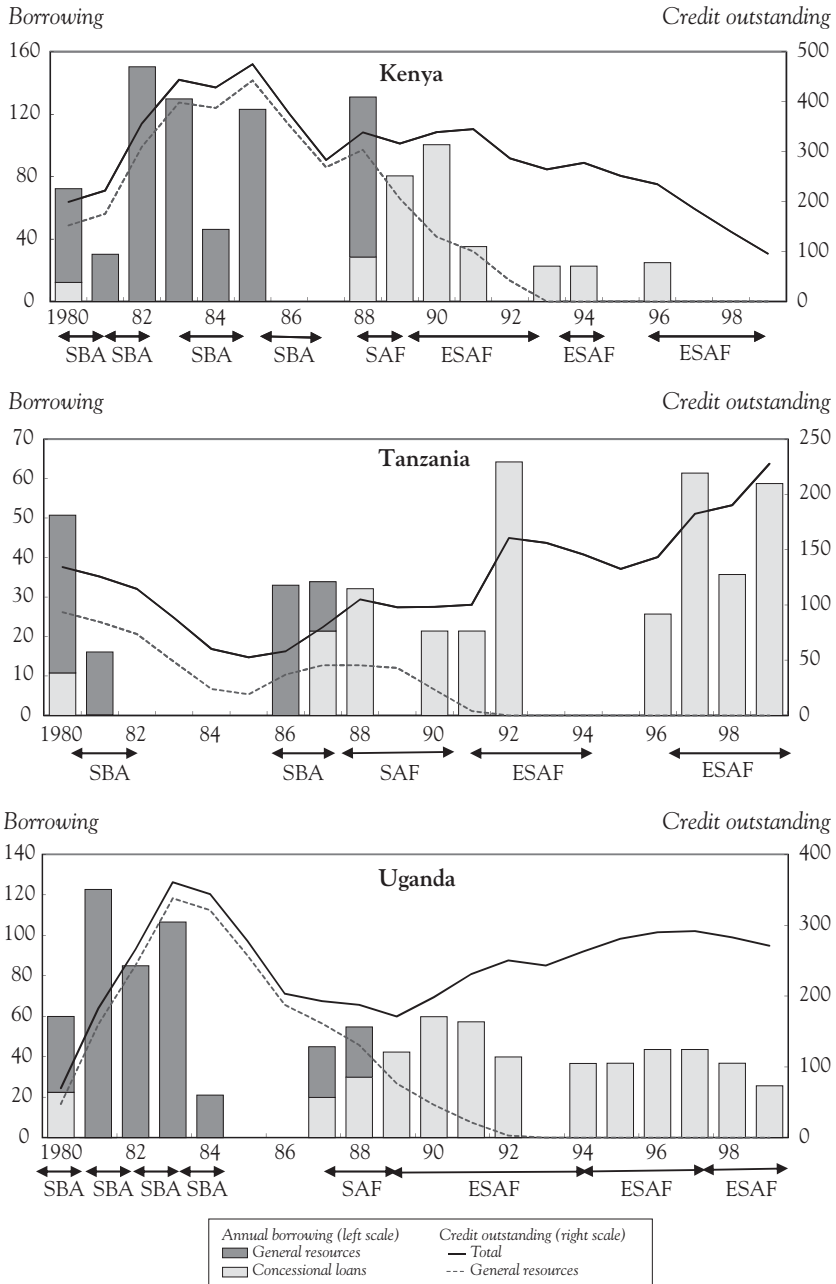 Borrowing Credit outstanding
160 500
Kenya
120 400
300
80
200
40
100
0 0
1980 82 84 86 88 90 92 94 96 98
SBA SBA SBA SBA SAF ESAF ESAF ESAF
Borrowing Credit outstanding
70 250
Tanzania
60
200
50
40 150
30
100
20
50
10
0 0
1980 82 84 86 88 90 92 94 96 98
SBA SBA SAF ESAF ESAF
Borrowing Credit outstanding
140 400
Uganda
120
300
100
80
200
60
40
100
20
0 0
1980 82 84 86 88 90 92 94 96 98
SBA SBA SBA SBA SAF ESAF ESAF ESAF
Annual borrowing (left scale) Credit outstanding (right scale)
General resources Total
Concessional loans General resources